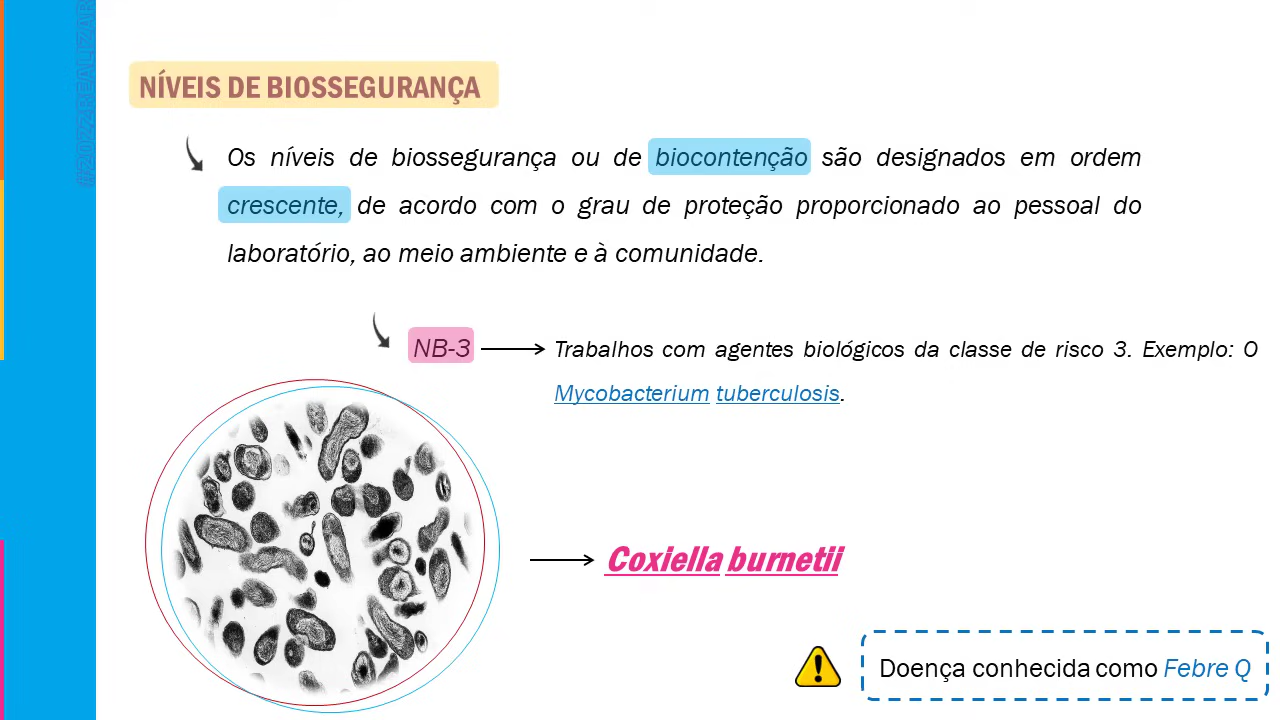 #2022REALIZAR
NÍVEIS DE BIOSSEGURANÇA
Os níveis de biossegurança ou de biocontenção são designados em ordem
crescente, de acordo com o grau de proteção proporcionado ao pessoal do
laboratório, ao meio ambiente e à comunidade.
NB-3
Trabalhos com agentes biológicos da classe de risco 3. Exemplo: O
Mycobacterium tuberculosis.
Coxiella burnetii
Doença conhecida como Febre Q